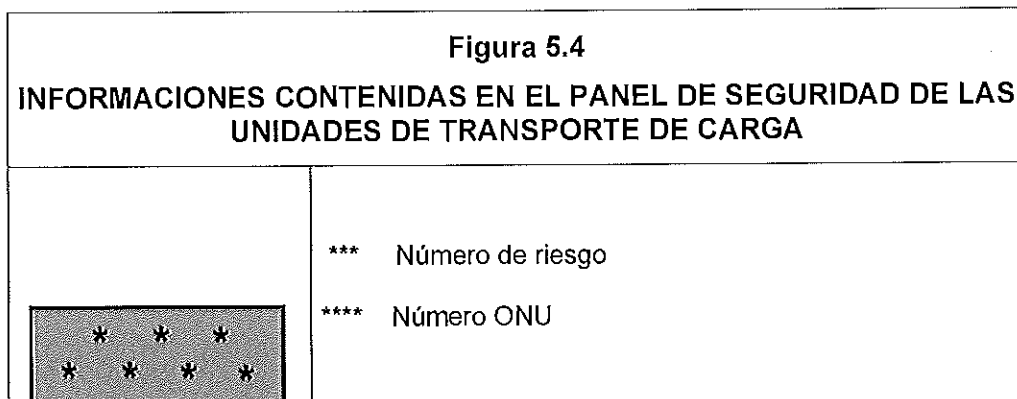 Figura 5.4
INFORMACIONES CONTENIDAS EN EL PANEL DE SEGURIDAD DE LAS
UNIDADES DE TRANSPORTE DE CARGA
*** Número de riesgo
**** Número ONU
* * *
* * * *